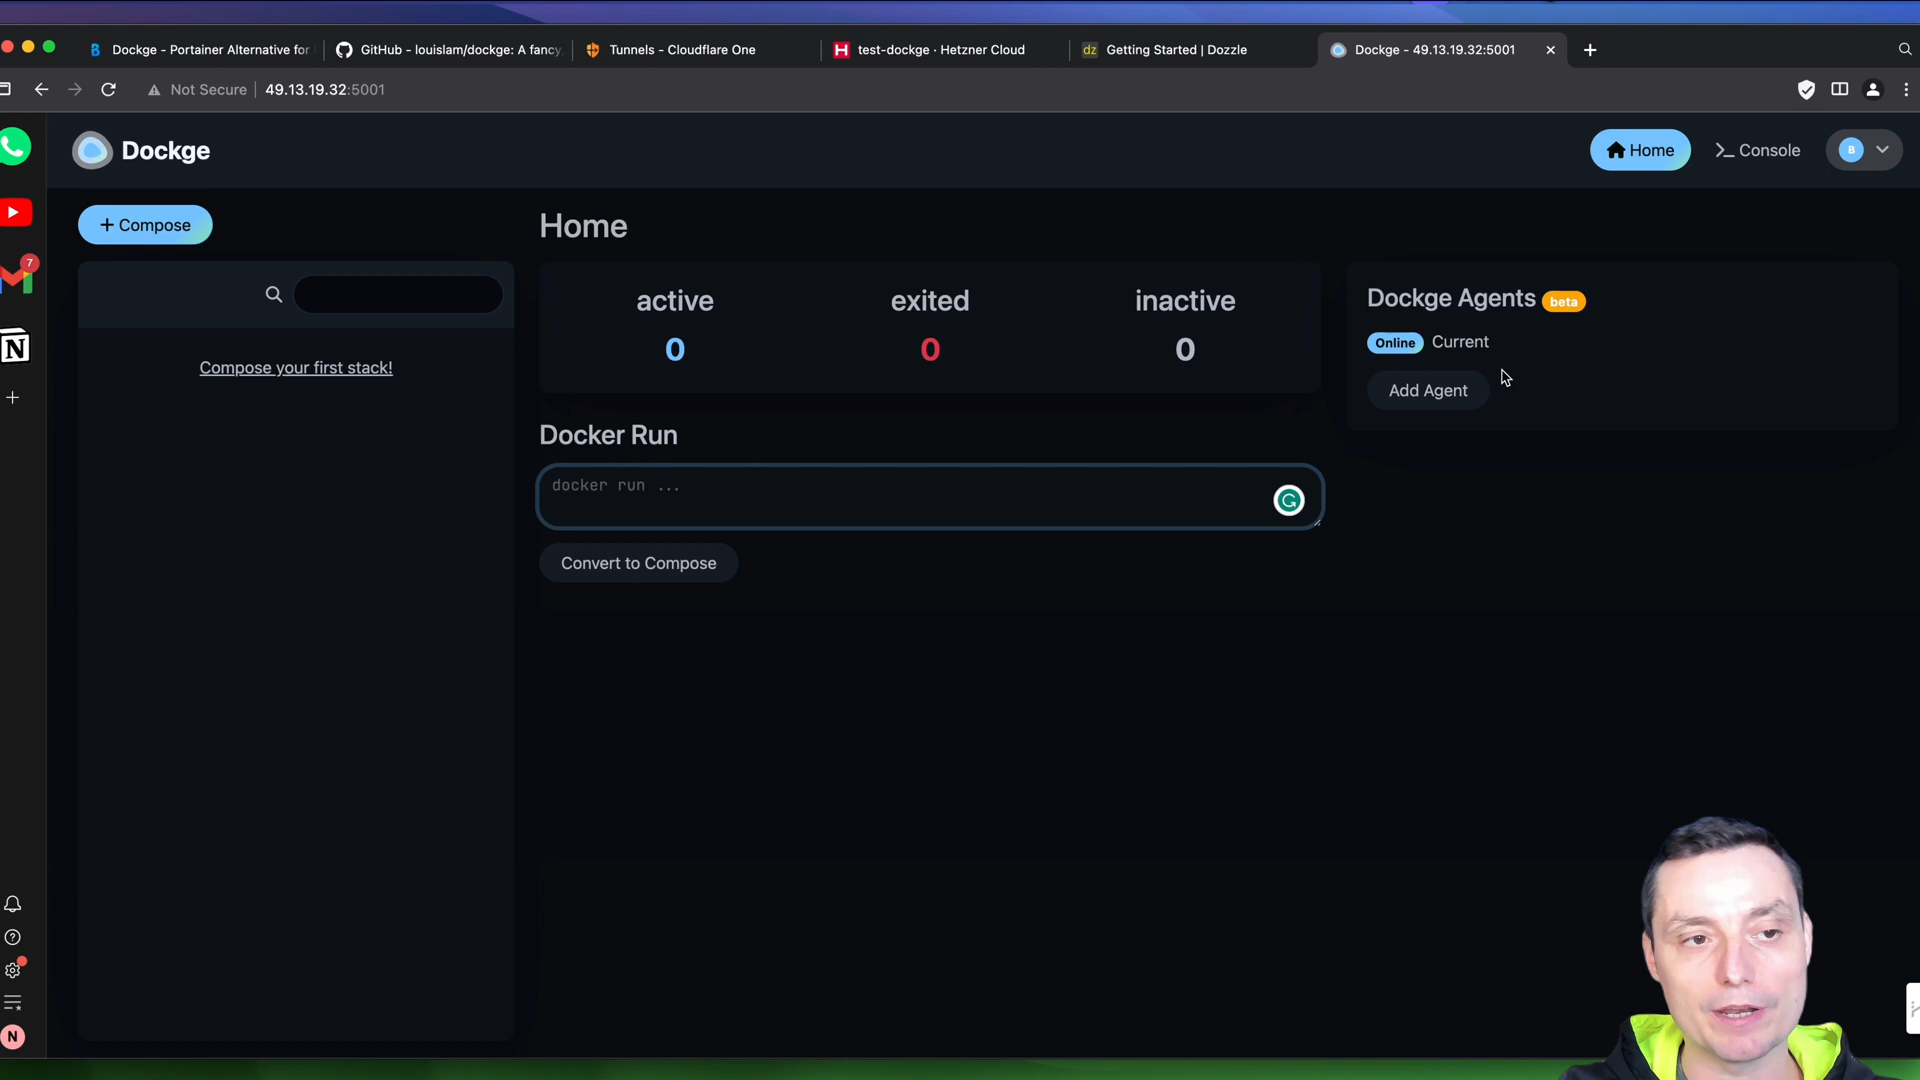 Dockge - Portainer Alternative for
GitHub - louislam/dockge: A fancy,
Tunnels - Cloudflare One
test-dockge · Hetzner Cloud
dz Getting Started | Dozzle
Dockge - 49.13.19.32:5001
Not Secure 49.13.19.32:5001
Dockge
Home
Console
B
7
N
+ Compose
Compose your first stack!
Home
active
exited
inactive
0
0
0
Dockge Agents beta
Online Current
Add Agent
Docker Run
docker run ...
Convert to Compose
N